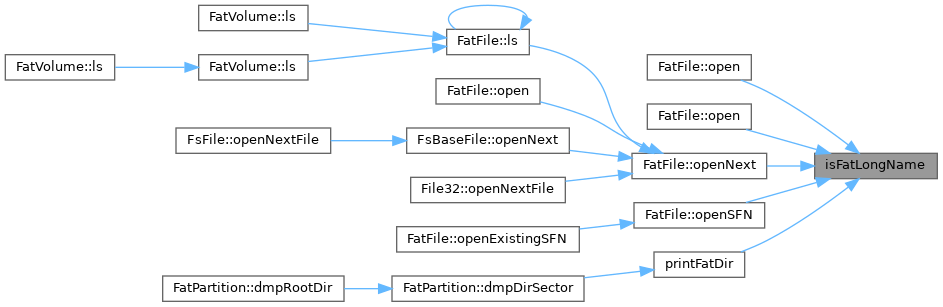 FatVolume::ls
FatVolume::ls
FatVolume::ls
FatFile::ls
FatFile::open
FsFile::openNextFile
FsBaseFile::openNext
File32::openNextFile
FatFile::openExistingSFN
FatPartition::dmpRootDir
FatPartition::dmpDirSector
FatFile::open
FatFile::open
FatFile::openNext
FatFile::openSFN
printFatDir
isFatLongName